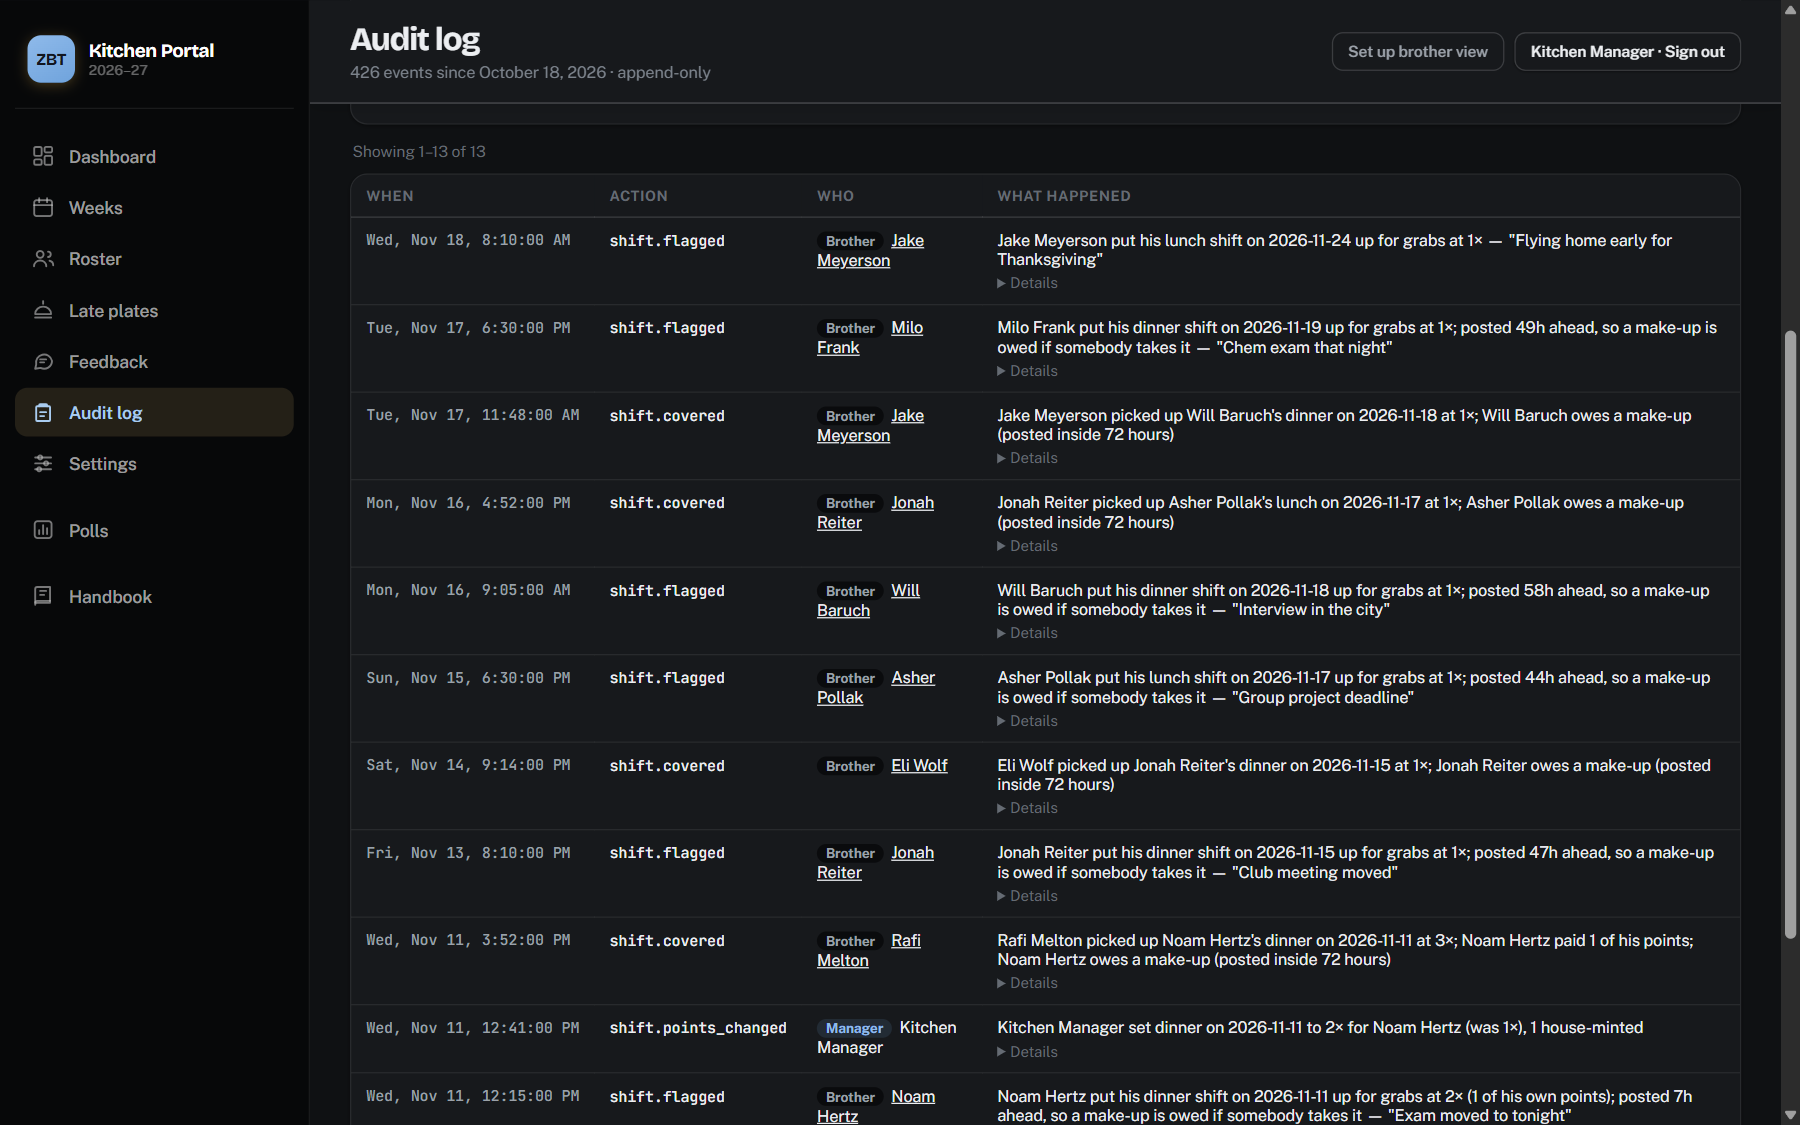 ZBT
Kitchen Portal
2026–27
Dashboard
Weeks
Roster
Late plates
Feedback
Audit log
Settings
Polls
Handbook
Audit log
426 events since October 18, 2026 · append-only
Set up brother view
Kitchen Manager · Sign out
Showing 1–13 of 13
WHEN ACTION WHO WHAT HAPPENED
Wed, Nov 18, 8:10:00 AM shift.flagged Brother Jake Meyerson
Jake Meyerson put his lunch shift on 2026-11-24 up for grabs at 1× — "Flying home early for
Thanksgiving"
Details
Tue, Nov 17, 6:30:00 PM shift.flagged Brother Milo Frank
Milo Frank put his dinner shift on 2026-11-19 up for grabs at 1×; posted 49h ahead, so a make-up is
owed if somebody takes it — "Chem exam that night"
Details
Tue, Nov 17, 11:48:00 AM shift.covered Brother Jake Meyerson
Jake Meyerson picked up Will Baruch's dinner on 2026-11-18 at 1×; Will Baruch owes a make-up
(posted inside 72 hours)
Details
Mon, Nov 16, 4:52:00 PM shift.covered Brother Jonah Reiter
Jonah Reiter picked up Asher Pollak's lunch on 2026-11-17 at 1×; Asher Pollak owes a make-up
(posted inside 72 hours)
Details
Mon, Nov 16, 9:05:00 AM shift.flagged Brother Will Baruch
Will Baruch put his dinner shift on 2026-11-18 up for grabs at 1×; posted 58h ahead, so a make-up
is owed if somebody takes it — "Interview in the city"
Details
Sun, Nov 15, 6:30:00 PM shift.flagged Brother Asher Pollak
Asher Pollak put his lunch shift on 2026-11-17 up for grabs at 1×; posted 44h ahead, so a make-up
is owed if somebody takes it — "Group project deadline"
Details
Sat, Nov 14, 9:14:00 PM shift.covered Brother Eli Wolf
Eli Wolf picked up Jonah Reiter's dinner on 2026-11-15 at 1×; Jonah Reiter owes a make-up (posted
inside 72 hours)
Details
Fri, Nov 13, 8:10:00 PM shift.flagged Brother Jonah Reiter
Jonah Reiter put his dinner shift on 2026-11-15 up for grabs at 1×; posted 47h ahead, so a make-up
is owed if somebody takes it — "Club meeting moved"
Details
Wed, Nov 11, 3:52:00 PM shift.covered Brother Rafi Melton
Rafi Melton picked up Noam Hertz's dinner on 2026-11-11 at 3×; Noam Hertz paid 1 of his points;
Noam Hertz owes a make-up (posted inside 72 hours)
Details
Wed, Nov 11, 12:41:00 PM shift.points_changed Manager Kitchen Manager
Kitchen Manager set dinner on 2026-11-11 to 2× for Noam Hertz (was 1×), 1 house-minted
Details
Wed, Nov 11, 12:15:00 PM shift.flagged Brother Noam Hertz
Noam Hertz put his dinner shift on 2026-11-11 up for grabs at 2× (1 of his own points); posted 7h
ahead, so a make-up is owed if somebody takes it — "Exam moved to tonight"